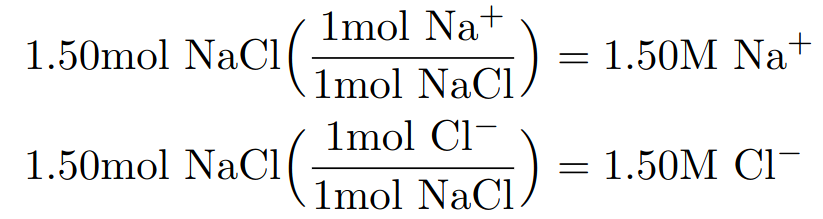 1.50mol NaCl(1mol Na⁺/1mol NaCl) = 1.50M Na⁺
1.50mol NaCl(1mol Cl⁻/1mol NaCl) = 1.50M Cl⁻